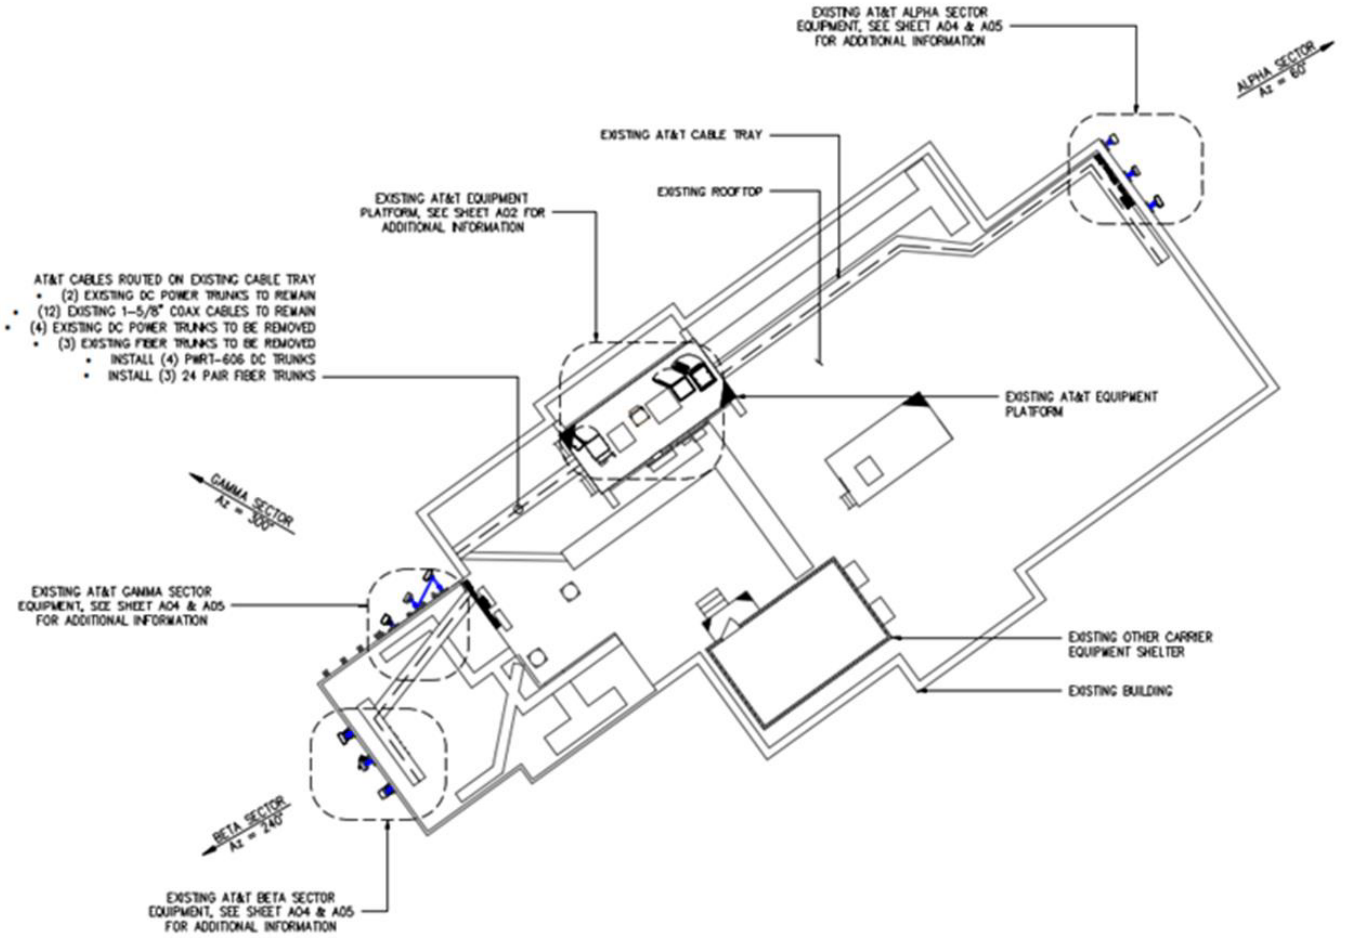 EXISTING AT&T ALPHA SECTOR
EQUIPMENT, SEE SHEET A04 & A05
FOR ADDITIONAL INFORMATION
ALPHA SECTOR
Az = 60°
EXISTING AT&T CABLE TRAY
EXISTING ROOFTOP
EXISTING AT&T EQUIPMENT
PLATFORM, SEE SHEET A02 FOR
ADDITIONAL INFORMATION
AT&T CABLES ROUTED ON EXISTING CABLE TRAY
• (2) EXISTING DC POWER TRUNKS TO REMAIN
• (12) EXISTING 1-5/8" COAX CABLES TO REMAIN
• (4) EXISTING DC POWER TRUNKS TO BE REMOVED
• (3) EXISTING FIBER TRUNKS TO BE REMOVED
• INSTALL (4) PWRT-606 DC TRUNKS
• INSTALL (3) 24 PAIR FIBER TRUNKS
EXISTING AT&T EQUIPMENT
PLATFORM
GAMMA SECTOR
Az = 300°
EXISTING AT&T GAMMA SECTOR
EQUIPMENT, SEE SHEET A04 & A05
FOR ADDITIONAL INFORMATION
EXISTING OTHER CARRIER
EQUIPMENT SHELTER
EXISTING BUILDING
BETA SECTOR
Az = 240°
EXISTING AT&T BETA SECTOR
EQUIPMENT, SEE SHEET A04 & A05
FOR ADDITIONAL INFORMATION